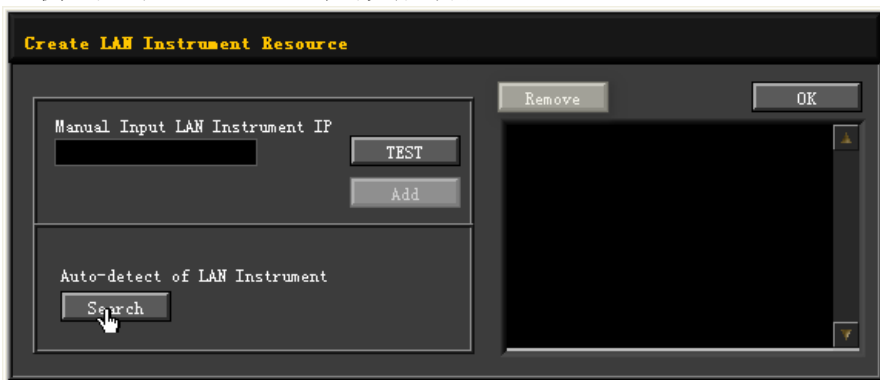 Create LAN Instrument Resource
Remove
OK
Manual Input LAN Instrument IP
TEST
Add
Auto-detect of LAN Instrument
Search